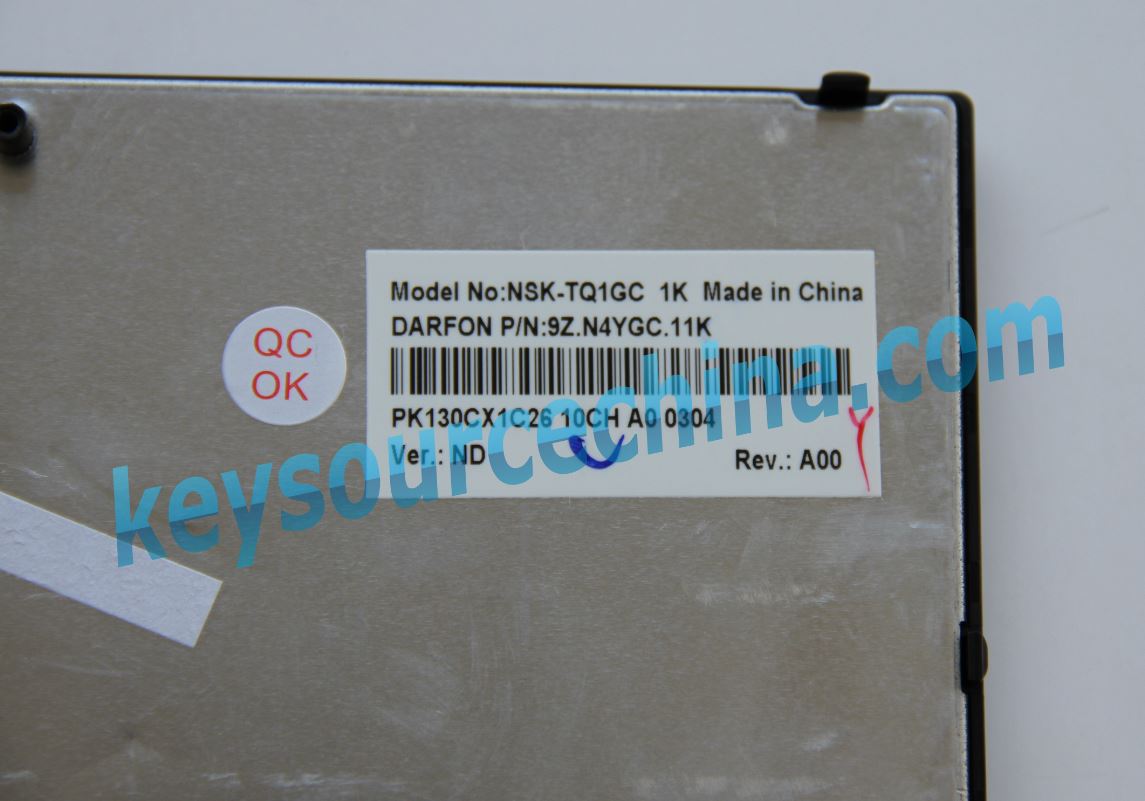 Model No:NSK-TQ1GC 1K Made in China
DARFON P/N:9Z.N4YGC.11K
QC
OK
PK130CX1C26 10CH A0 0304
Ver.: ND
Rev.: A00
keysourcechina.com